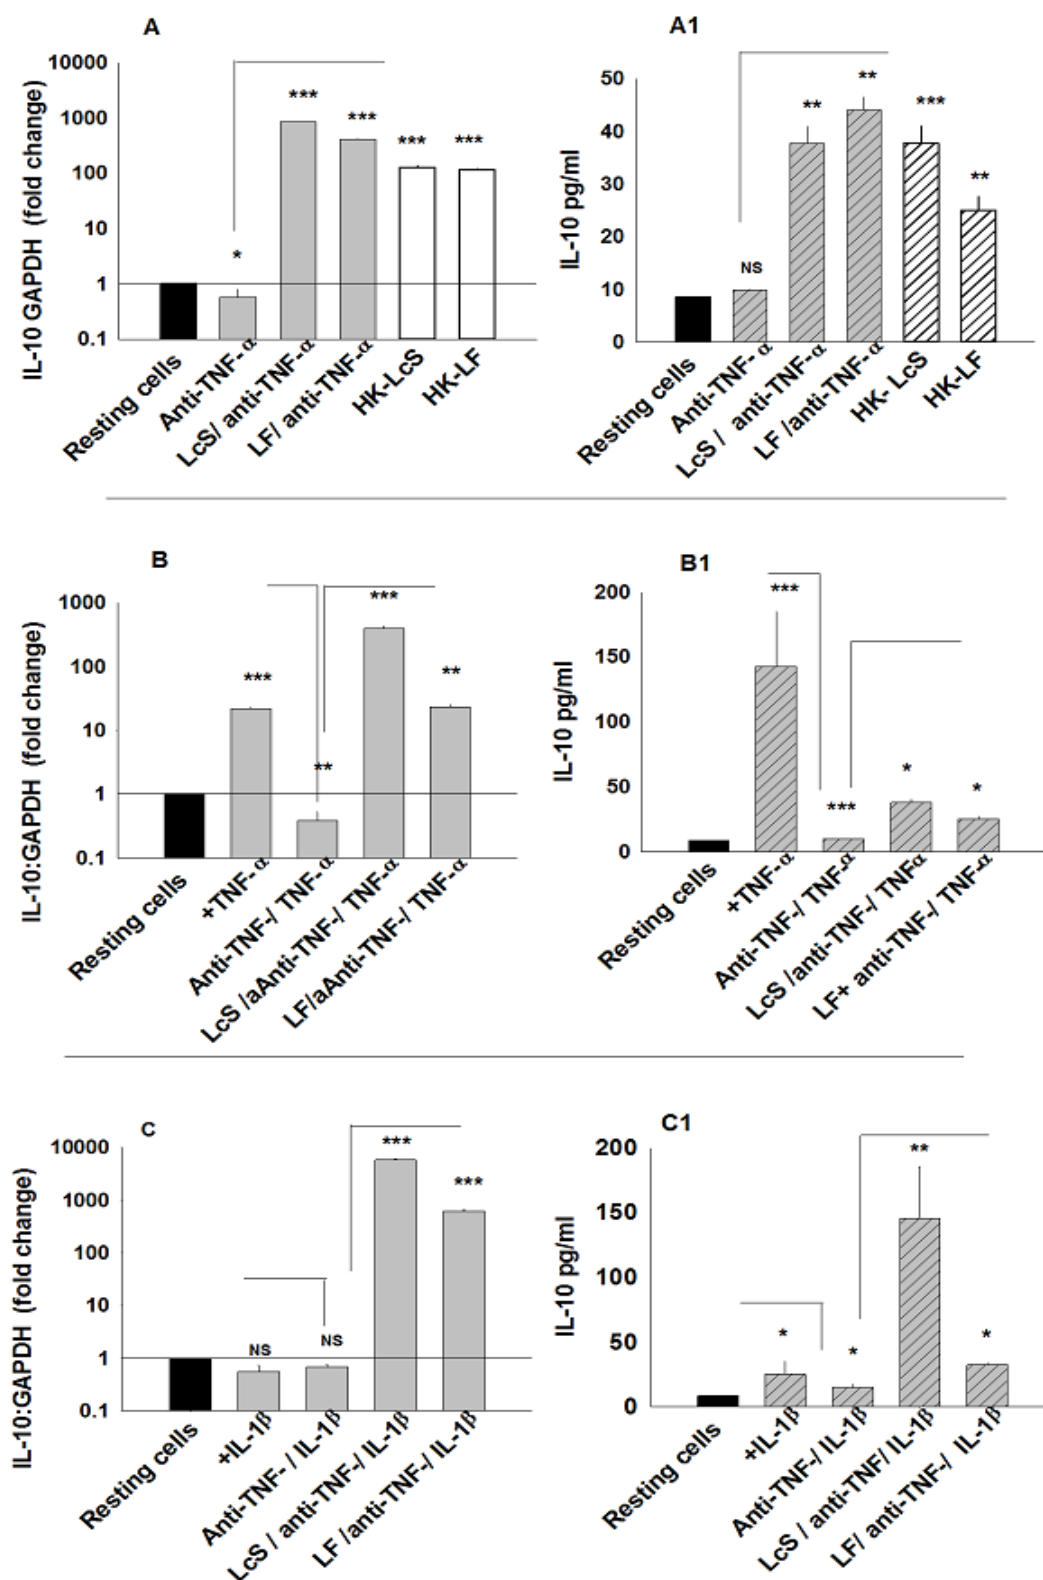 A
IL-10 GAPDH (fold change)
10000
1000
100
10
1
0.1
***
***
***
***
*
Resting cells
Anti-TNF-α
LcS/ anti-TNF-α
LF/ anti-TNF-α
HK-LcS
HK-LF
A1
IL-10 pg/ml
50
40
30
20
10
0
**
**
***
**
NS
Resting cells
Anti-TNF-α
LcS / anti-TNF-α
LF /anti-TNF-α
HK- LcS
HK-LF
B
IL-10:GAPDH (fold change)
1000
100
10
1
0.1
***
***
**
**
Resting cells
+TNF-α
Anti-TNF-/ TNF-α
LcS /aAnti-TNF-/ TNF-α
LF/aAnti-TNF-/ TNF-α
B1
IL-10 pg/ml
200
150
100
50
0
***
***
*
*
Resting cells
+TNF-α
Anti-TNF-/ TNF-α
LcS /anti-TNF-/ TNFα
LF+ anti-TNF-/ TNF-α
C
IL-10:GAPDH (fold change)
10000
1000
100
10
1
0.1
***
***
NS
NS
Resting cells
+IL-1β
Anti-TNF- / IL-1β
LcS / anti-TNF-/ IL-1β
LF /anti-TNF-/ IL-1β
C1
IL-10 pg/ml
200
150
100
50
0
**
*
*
*
Resting cells
+IL-1β
Anti-TNF-/ IL-1β
LcS / anti-TNF/ IL-1β
LF/ anti-TNF-/ IL-1β